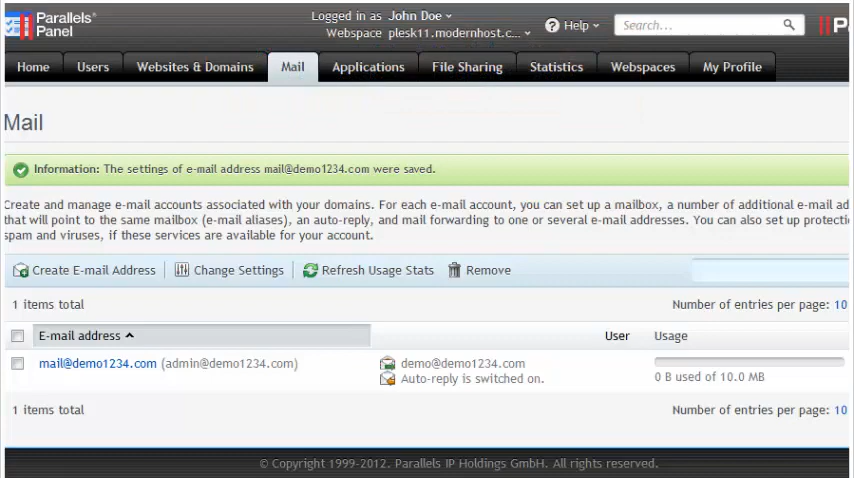 Parallels®
Panel
Logged in as John Doe
Webspace plesk11.modernhost.c...
Help
Search...
Home
Users
Websites & Domains
Mail
Applications
File Sharing
Statistics
Webspaces
My Profile
Mail
Information: The settings of e-mail address mail@demo1234.com were saved.
Create and manage e-mail accounts associated with your domains. For each e-mail account, you can set up a mailbox, a number of additional e-mail ad
that will point to the same mailbox (e-mail aliases), an auto-reply, and mail forwarding to one or several e-mail addresses. You can also set up protecti
spam and viruses, if these services are available for your account.
Create E-mail Address
Change Settings
Refresh Usage Stats
Remove
1 items total
Number of entries per page: 10
E-mail address
User
Usage
mail@demo1234.com (admin@demo1234.com)
demo@demo1234.com
Auto-reply is switched on.
0 B used of 10.0 MB
1 items total
Number of entries per page: 10
© Copyright 1999-2012. Parallels IP Holdings GmbH. All rights reserved.